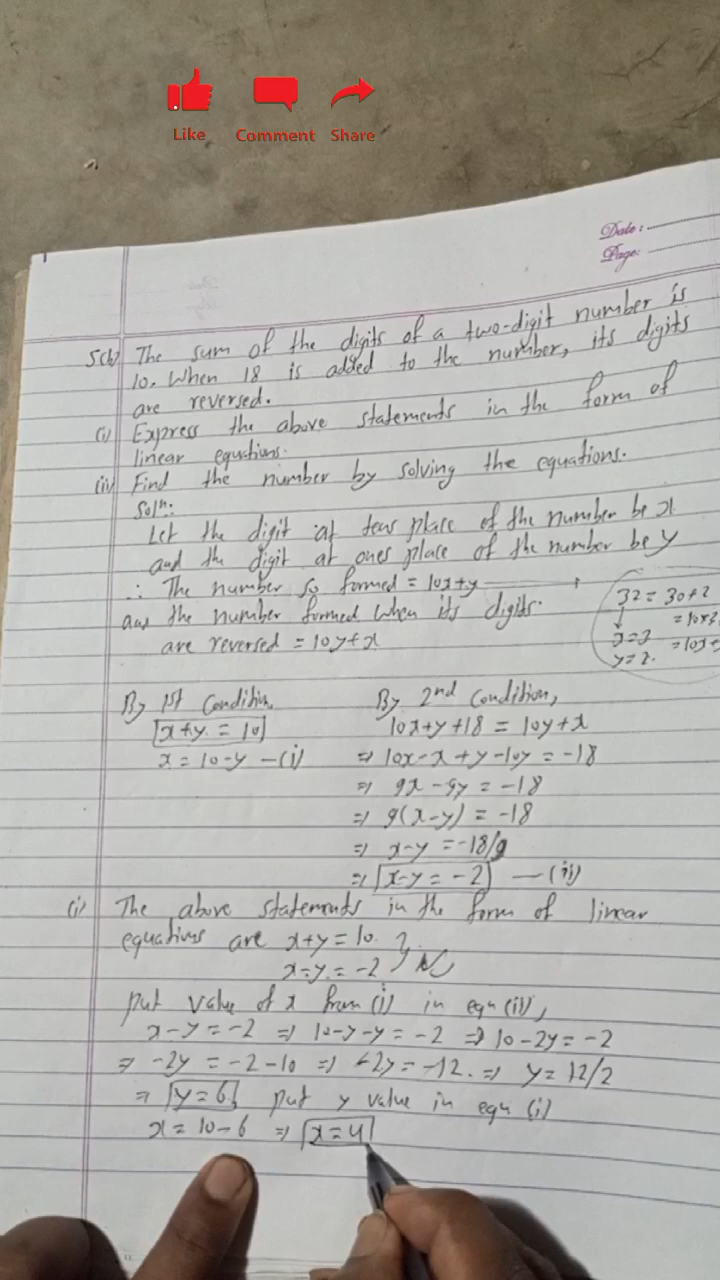 Like Comment Share
Date:
Page:
5(b) The sum of the digits of a two-digit number is
10. When 18 is added to the number, its digits
are reversed.
(i) Express the above statements in the form of
linear equations.
(ii) Find the number by solving the equations.
Solⁿ:
Let the digit at tens place of the number be x
and the digit at ones place of the number be y
∴ The number so formed = 10x+y
and the number formed when its digits.
are reversed = 10y+x
32 = 30+2
= 10×3
x=3 = 10x+
y=2.
By 1st Condition
x+y = 10
x = 10-y —(i)
By 2nd Condition,
10x+y+18 = 10y+x
⇒ 10x-x+y-10y = -18
⇒ 9x-9y = -18
⇒ 9(x-y) = -18
⇒ x-y = -18/9
⇒ x-y = -2 —(ii)
(i) The above statements in the form of linear
equations are x+y=10.
x-y = -2
put value of x from (i) in eqn (ii),
x-y = -2 ⇒ 10-y-y = -2 ⇒ 10-2y = -2
⇒ -2y = -2-10 ⇒ -2y = -12. ⇒ y = 12/2
⇒ y=6, put y value in eqn (i)
x = 10-6 ⇒ x=4